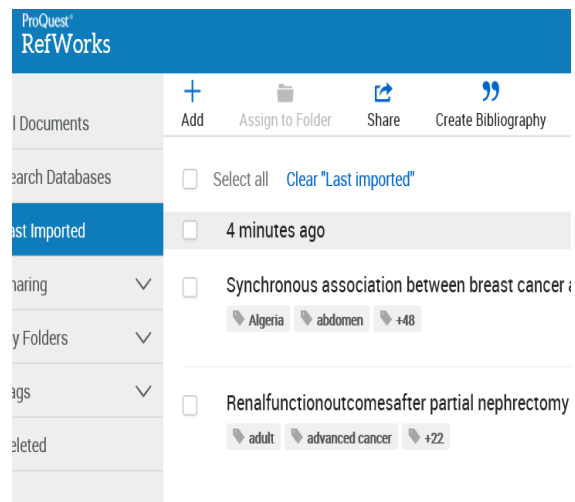 ProQuest®
RefWorks
Add Assign to Folder Share Create Bibliography
l Documents
earch Databases
Select all Clear "Last imported"
ast Imported
4 minutes ago
haring
Synchronous association between breast cancer a
Algeria abdomen +48
y Folders
ags
Renalfunctionoutcomesafter partial nephrectomy
adult advanced cancer +22
eleted